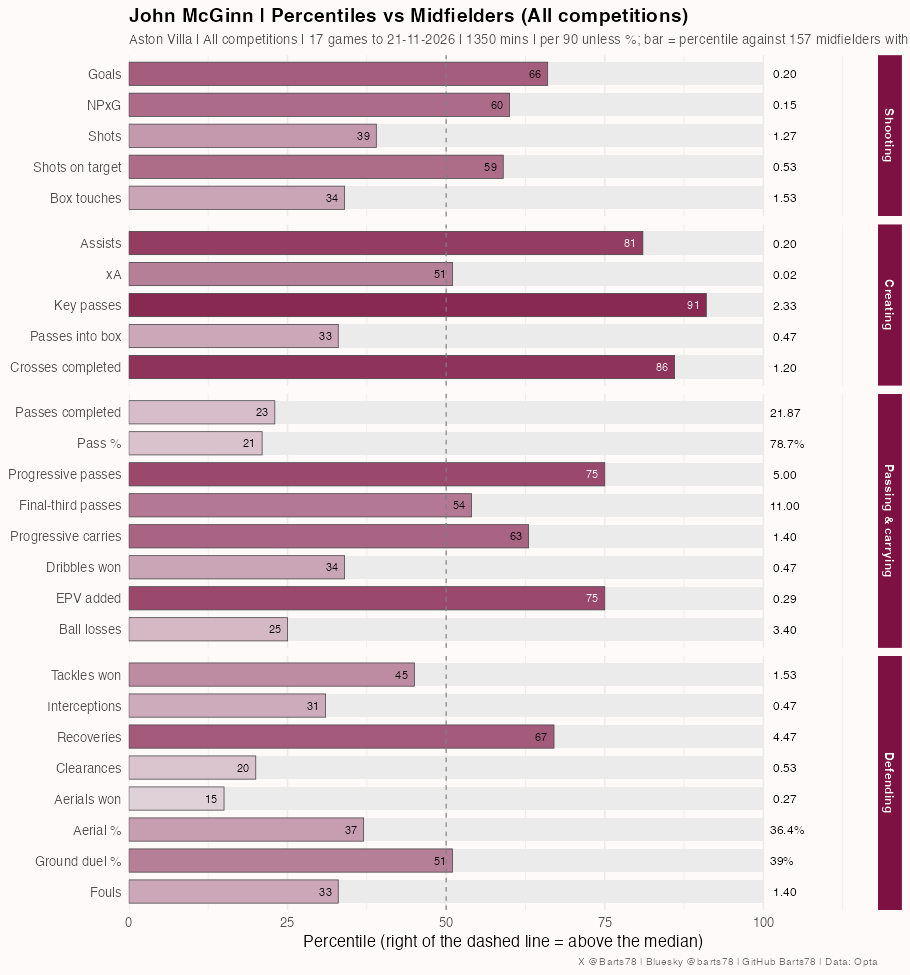 John McGinn | Percentiles vs Midfielders (All competitions)
Aston Villa | All competitions | 17 games to 21-11-2026 | 1350 mins | per 90 unless %; bar = percentile against 157 midfielders with
Shooting
Goals 66 0.20
NPxG 60 0.15
Shots 39 1.27
Shots on target 59 0.53
Box touches 34 1.53
Creating
Assists 81 0.20
xA 51 0.02
Key passes 91 2.33
Passes into box 33 0.47
Crosses completed 86 1.20
Passing & carrying
Passes completed 23 21.87
Pass % 21 78.7%
Progressive passes 75 5.00
Final-third passes 54 11.00
Progressive carries 63 1.40
Dribbles won 34 0.47
EPV added 75 0.29
Ball losses 25 3.40
Defending
Tackles won 45 1.53
Interceptions 31 0.47
Recoveries 67 4.47
Clearances 20 0.53
Aerials won 15 0.27
Aerial % 37 36.4%
Ground duel % 51 39%
Fouls 33 1.40
0 25 50 75 100
Percentile (right of the dashed line = above the median)
X @Barts78 | Bluesky @barts78 | GitHub Barts78 | Data: Opta